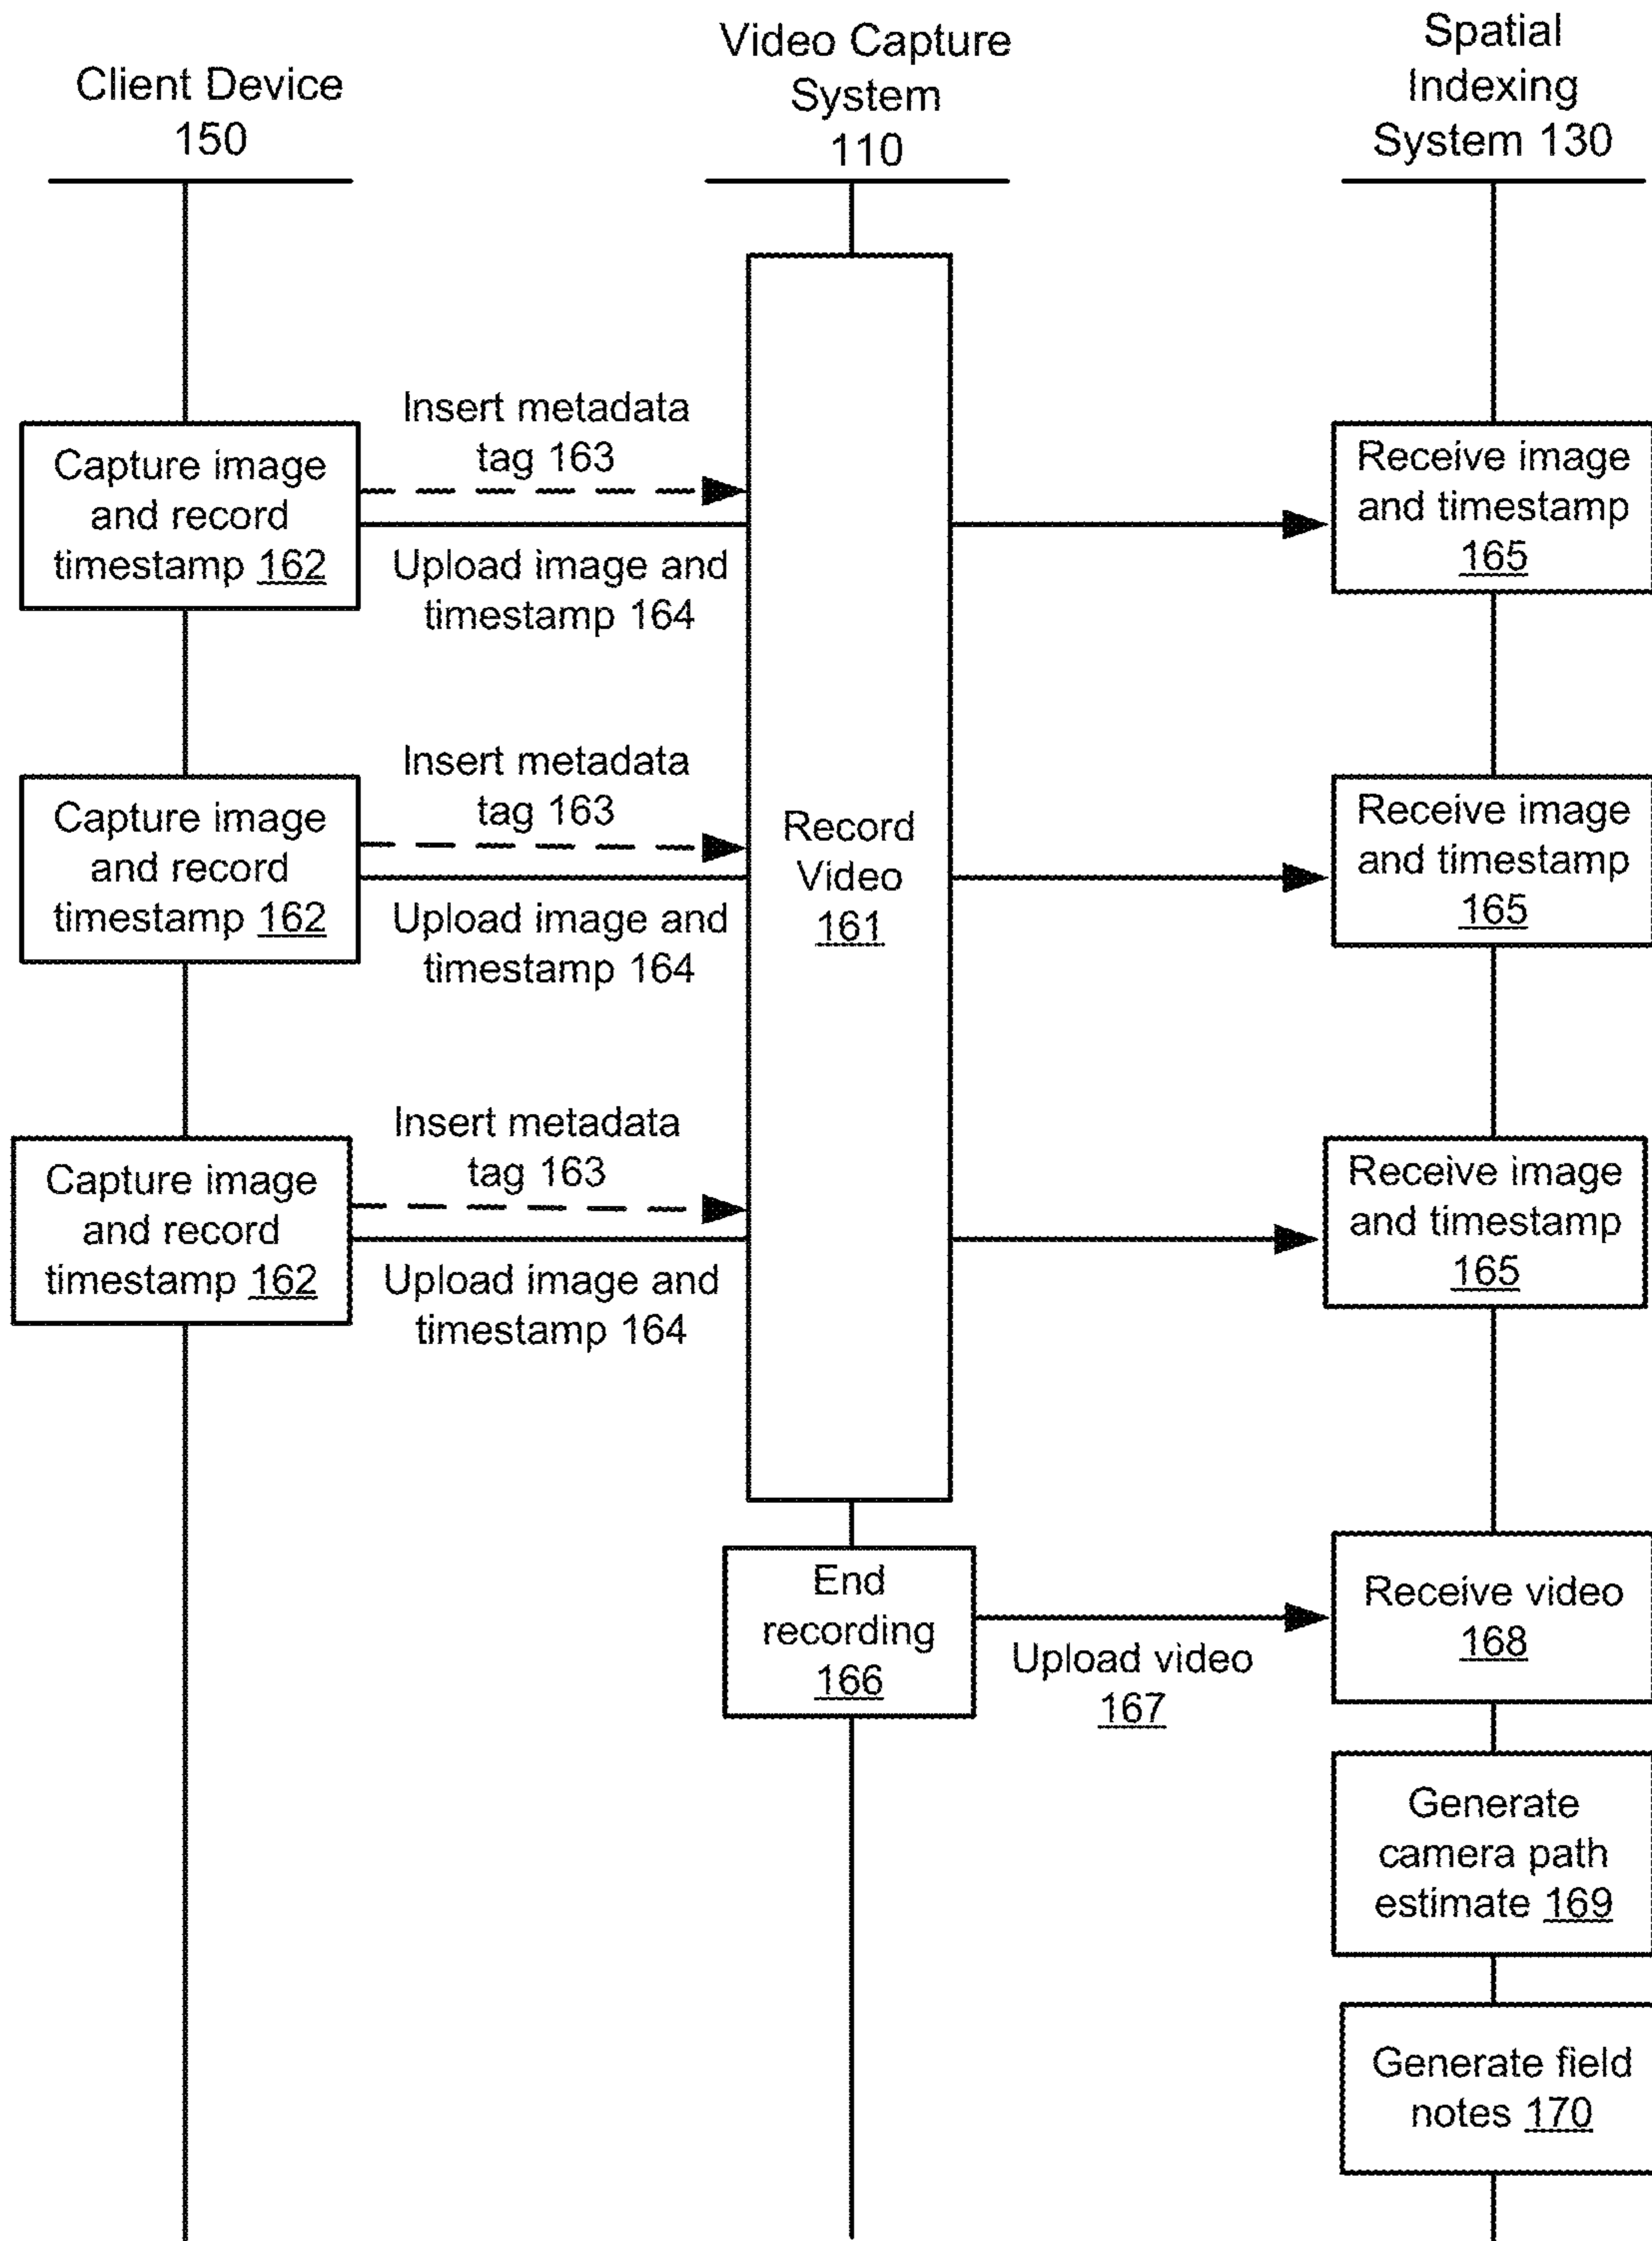 Client Device
150
Video Capture
System
110
Spatial
Indexing
System 130
Capture image
and record
timestamp 162
Insert metadata
tag 163
Upload image and
timestamp 164
Receive image
and timestamp
165
Capture image
and record
timestamp 162
Insert metadata
tag 163
Upload image and
timestamp 164
Record
Video
161
Receive image
and timestamp
165
Capture image
and record
timestamp 162
Insert metadata
tag 163
Upload image and
timestamp 164
Receive image
and timestamp
165
End
recording
166
Upload video
167
Receive video
168
Generate
camera path
estimate 169
Generate field
notes 170